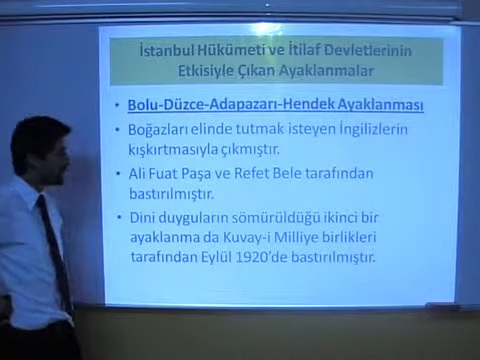 İstanbul Hükümeti ve İtilaf Devletlerinin
Etkisiyle Çıkan Ayaklanmalar
• Bolu-Düzce-Adapazarı-Hendek Ayaklanması
• Boğazları elinde tutmak isteyen İngilizlerin
kışkırtmasıyla çıkmıştır.
• Ali Fuat Paşa ve Refet Bele tarafından
bastırılmıştır.
• Dini duyguların sömürüldüğü ikinci bir
ayaklanma da Kuvay-i Milliye birlikleri
tarafından Eylül 1920'de bastırılmıştır.